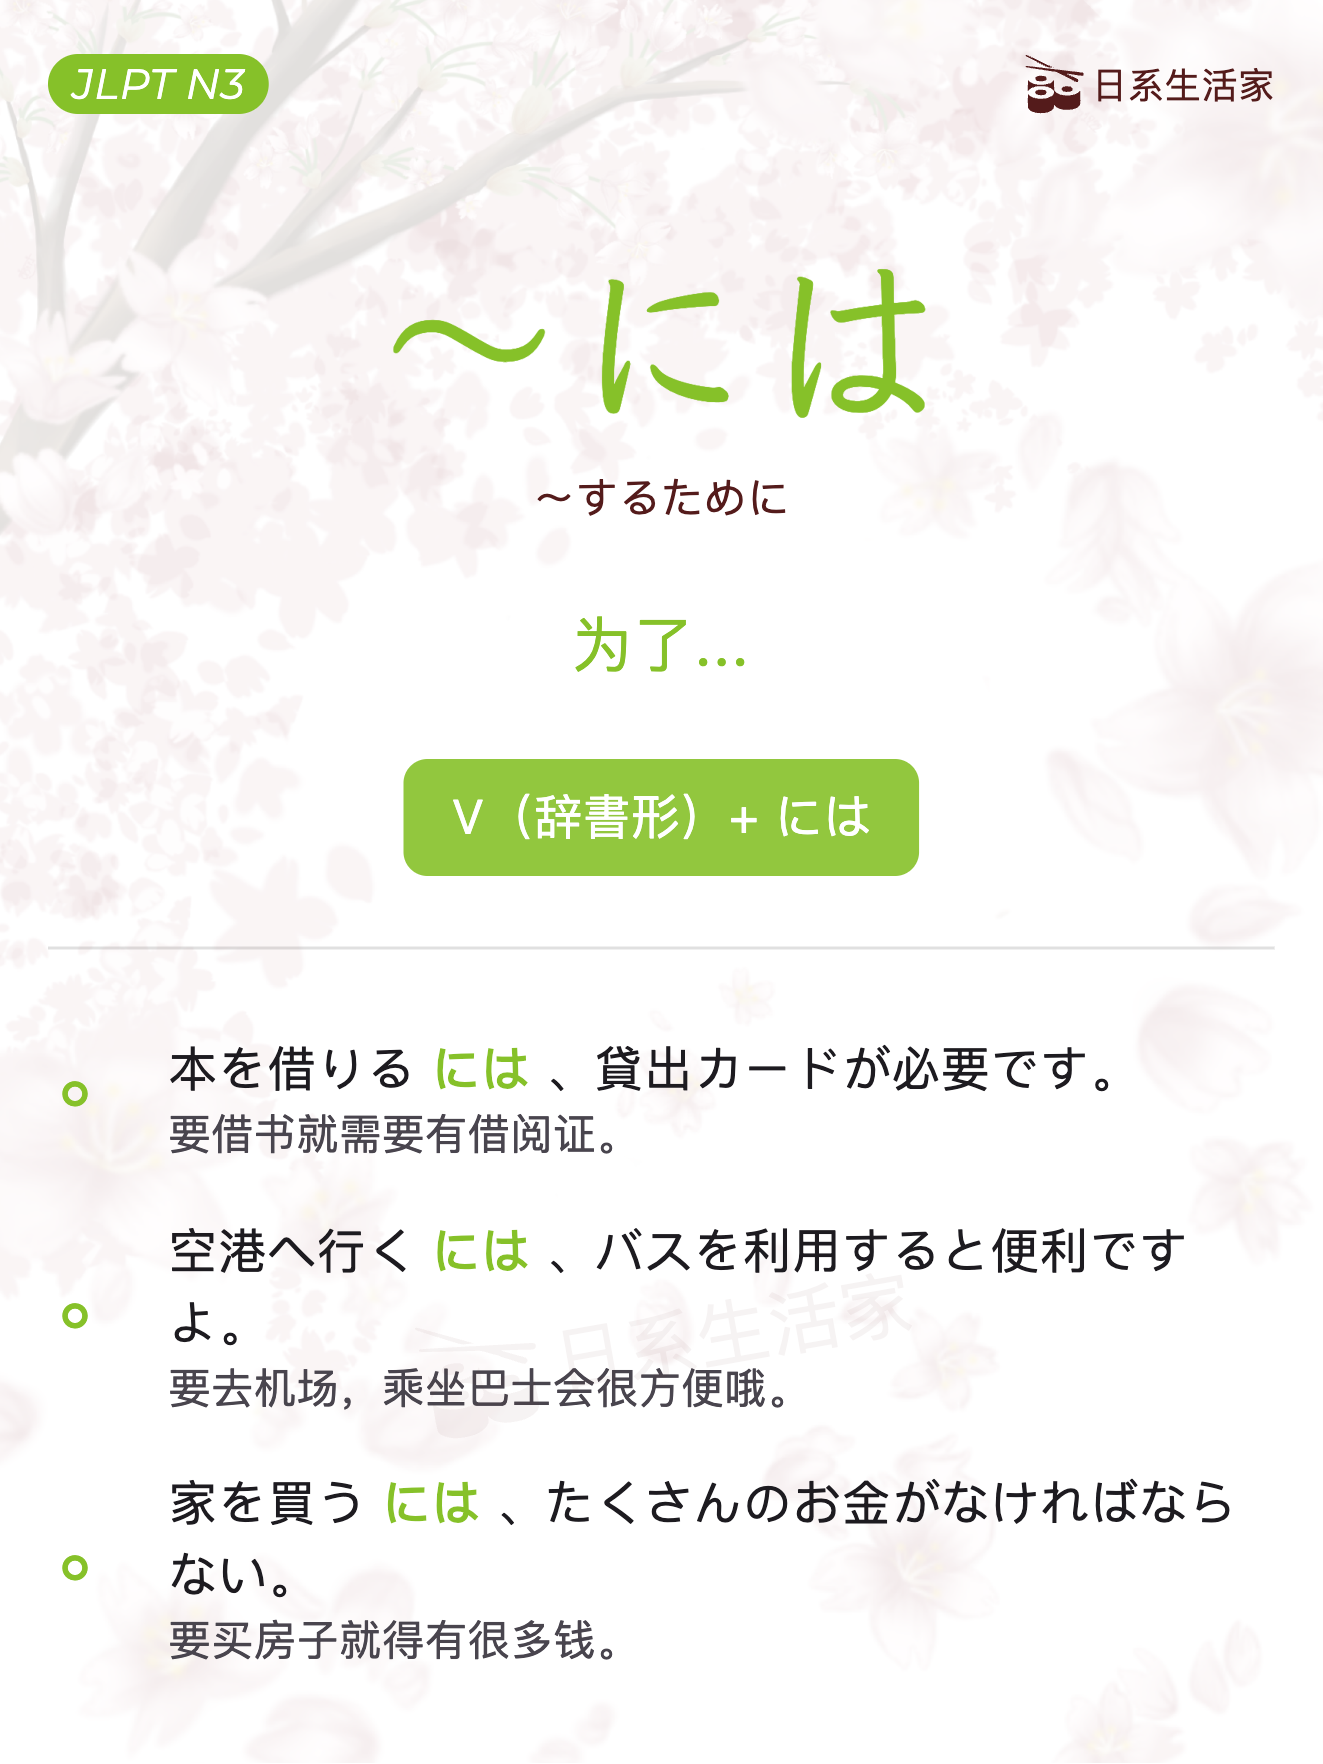 JLPT N3
日系生活家
～には
～するために
为了...
V（辞書形）+ には
本を借りる には 、貸出カードが必要です。
要借书就需要有借阅证。
空港へ行く には 、バスを利用すると便利です
よ。
日系生活家
要去机场，乘坐巴士会很方便哦。
家を買う には 、たくさんのお金がなければなら
ない。
要买房子就得有很多钱。